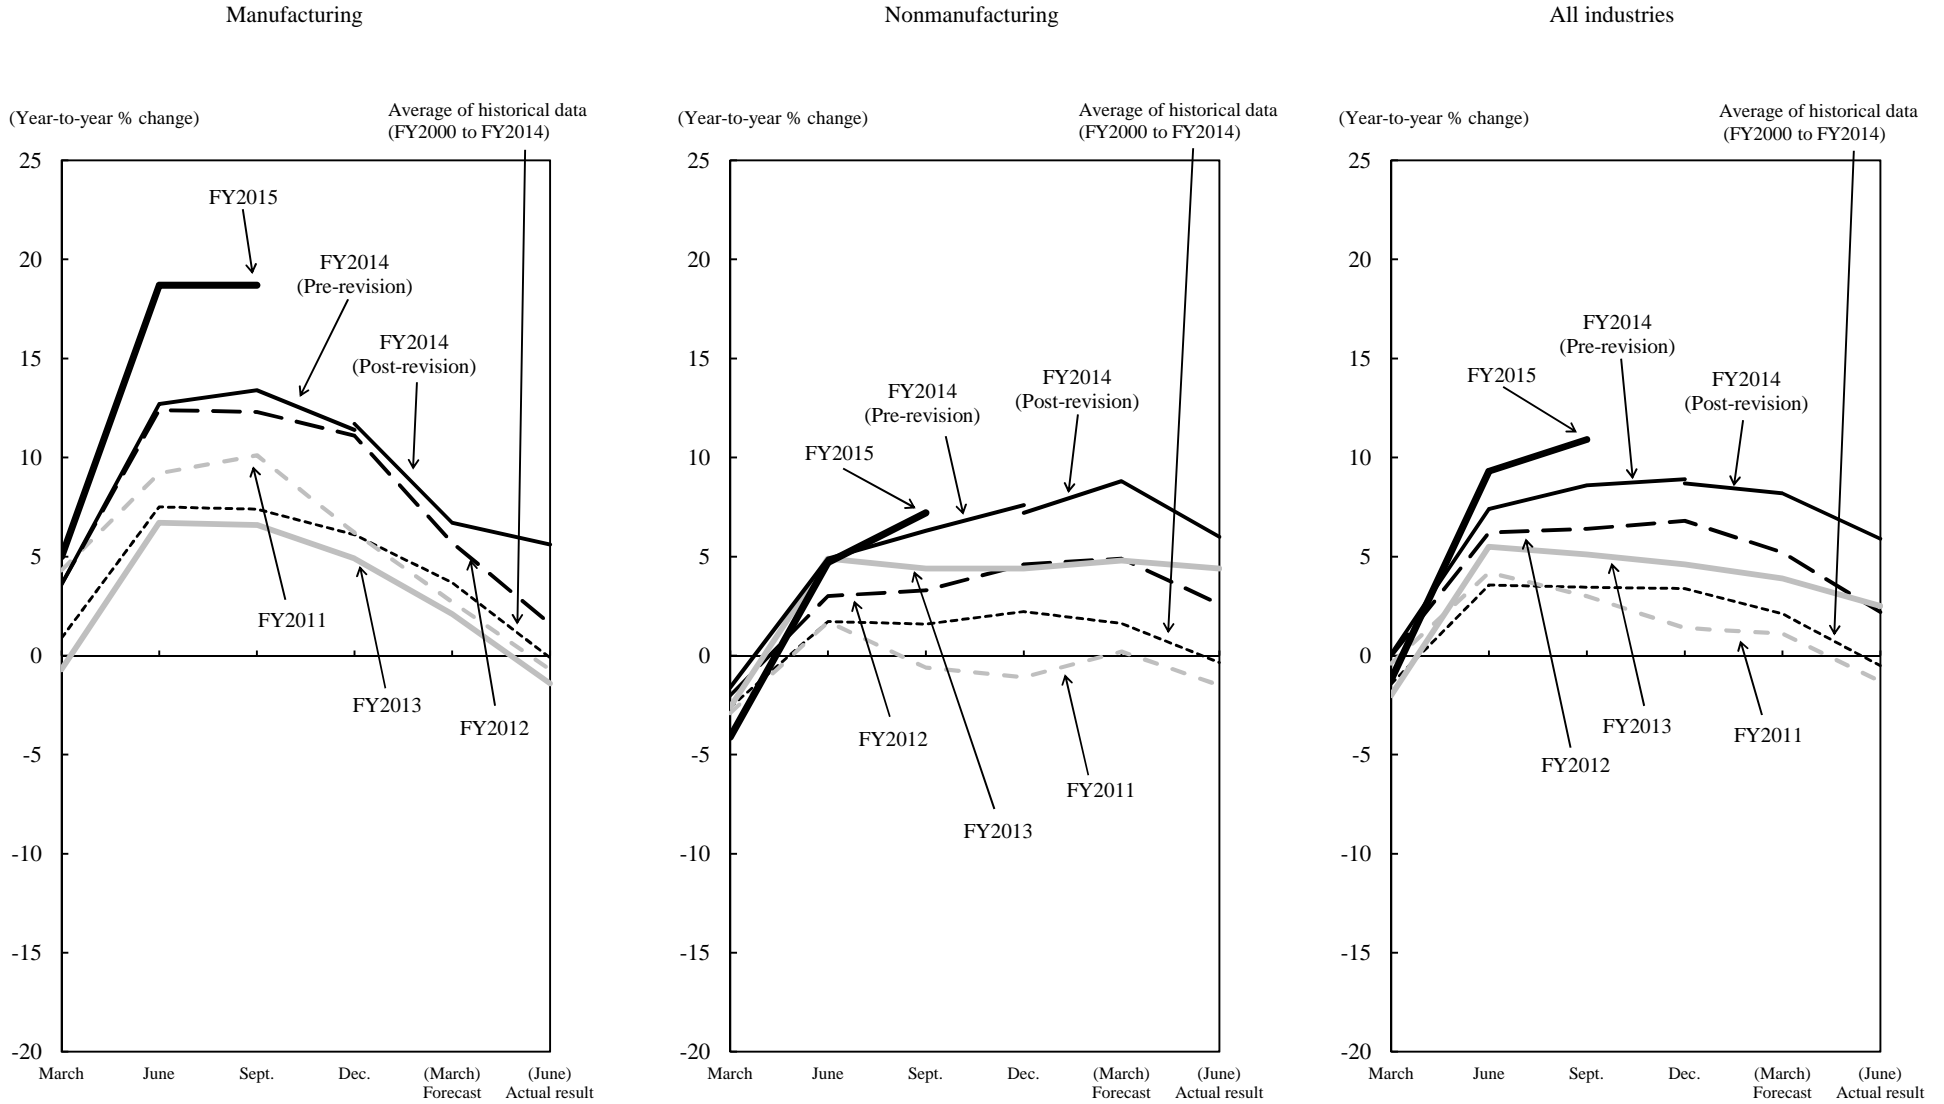 Manufacturing
(Year-to-year % change)
Average of historical data
(FY2000 to FY2014)
25
20
15
10
5
0
-5
-10
-15
-20
FY2015
FY2014
(Pre-revision)
FY2014
(Post-revision)
FY2011
FY2013
FY2012
March
June
Sept.
Dec.
(March)
Forecast
(June)
Actual result
Nonmanufacturing
(Year-to-year % change)
Average of historical data
(FY2000 to FY2014)
25
20
15
10
5
0
-5
-10
-15
-20
FY2014
(Post-revision)
FY2014
(Pre-revision)
FY2015
FY2012
FY2011
FY2013
March
June
Sept.
Dec.
(March)
Forecast
(June)
Actual result
All industries
(Year-to-year % change)
Average of historical data
(FY2000 to FY2014)
25
20
15
10
5
0
-5
-10
-15
-20
FY2014
(Pre-revision)
FY2015
FY2014
(Post-revision)
FY2013
FY2011
FY2012
March
June
Sept.
Dec.
(March)
Forecast
(June)
Actual result